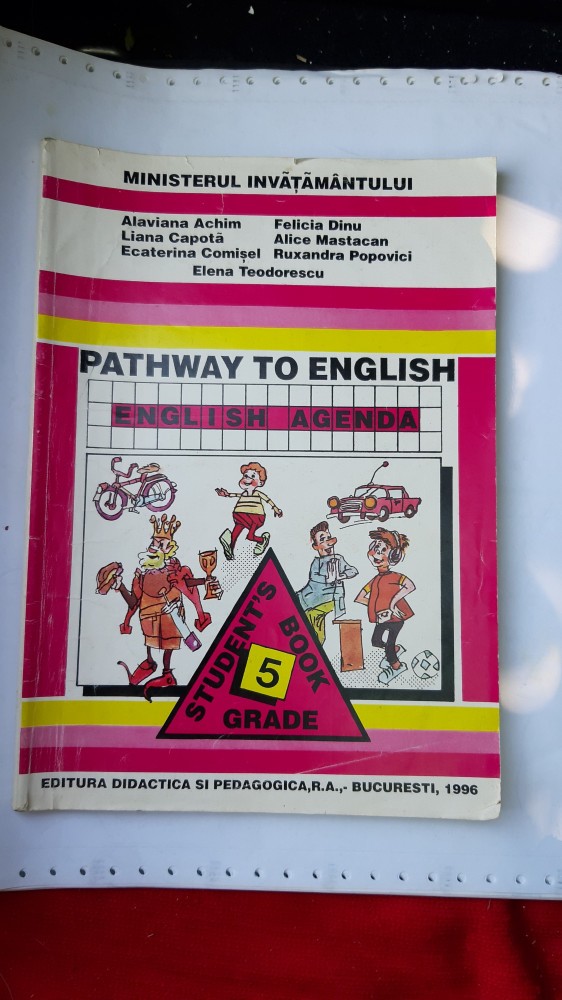 MINISTERUL INVĂȚĂMÂNTULUI
Alaviana Achim Felicia Dinu
Liana Capotă Alice Mastacan
Ecaterina Comișel Ruxandra Popovici
Elena Teodorescu
PATHWAY TO ENGLISH
ENGLISH AGENDA
STUDENT'S BOOK
5
GRADE
EDITURA DIDACTICA SI PEDAGOGICA,R.A.,- BUCURESTI, 1996